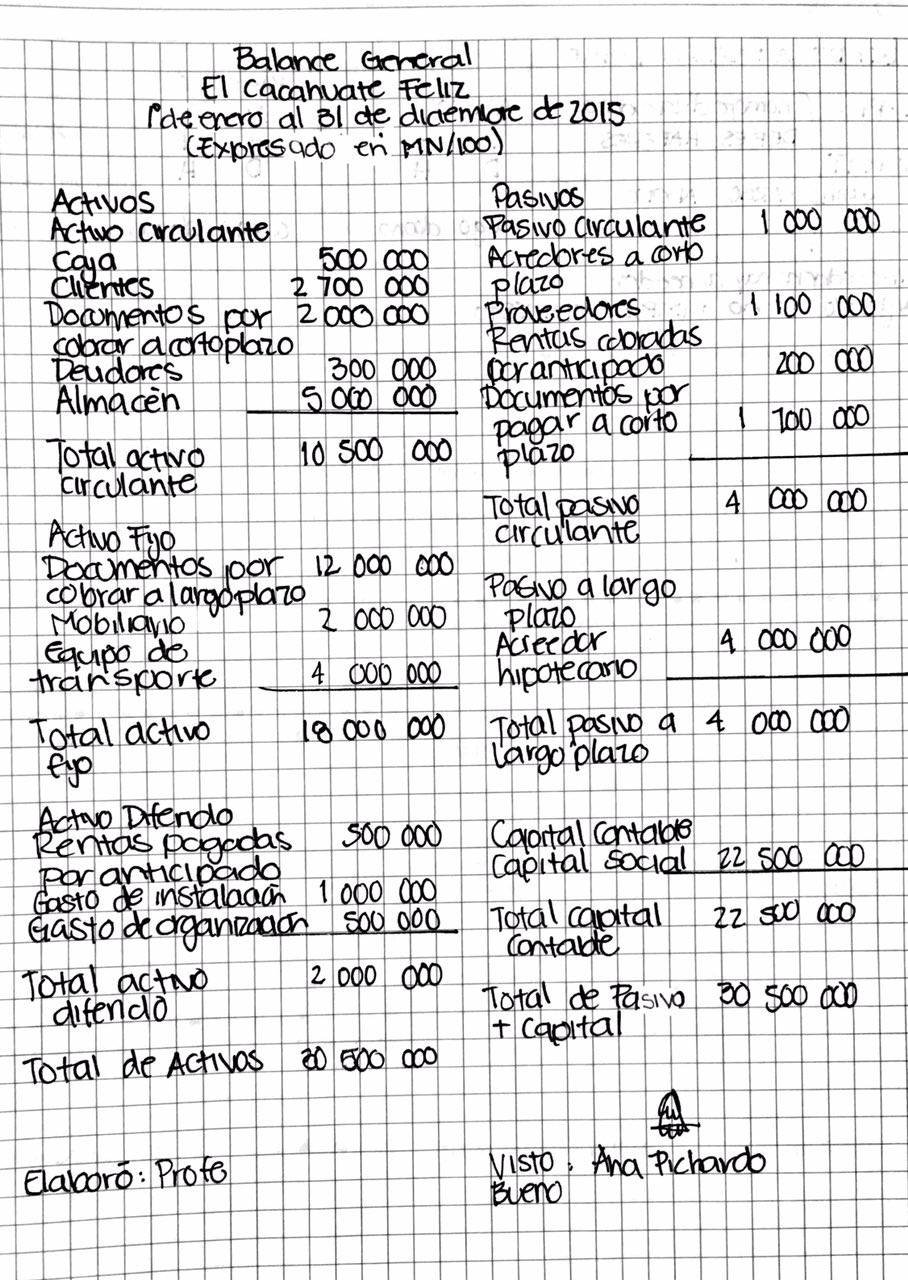 Balance General
El Cacahuate Feliz
1° de enero al 31 de diciembre de 2015
(Expresado en MN/100)
Activos
Activo circulante
Caja 500 000
Clientes 2 700 000
Documentos por 2 000 000
cobrar a corto plazo
Deudores 300 000
Almacén 5 000 000
Total activo 10 500 000
circulante
Activo Fijo
Documentos por 12 000 000
cobrar a largo plazo
Mobiliario 2 000 000
Equipo de
transporte 4 000 000
Total activo 18 000 000
fijo
Activo Diferido
Rentas pagadas 500 000
por anticipado
Gasto de instalación 1 000 000
Gasto de organización 500 000
Total activo 2 000 000
diferido
Total de Activos 30 500 000
Elaboró: Profe
Pasivos
Pasivo circulante 1 000 000
Acredores a corto
plazo
Proveedores 1 100 000
Rentas cobradas
por anticipado 200 000
Documentos por
pagar a corto 1 700 000
plazo
Total pasivo 4 000 000
circulante
Pasivo a largo
plazo
Acreedor 4 000 000
hipotecario
Total pasivo a 4 000 000
largo plazo
Capital Contable
Capital Social 22 500 000
Total capital 22 500 000
Contable
Total de Pasivo 30 500 000
+ Capital
Visto : Ana Pichardo
Bueno